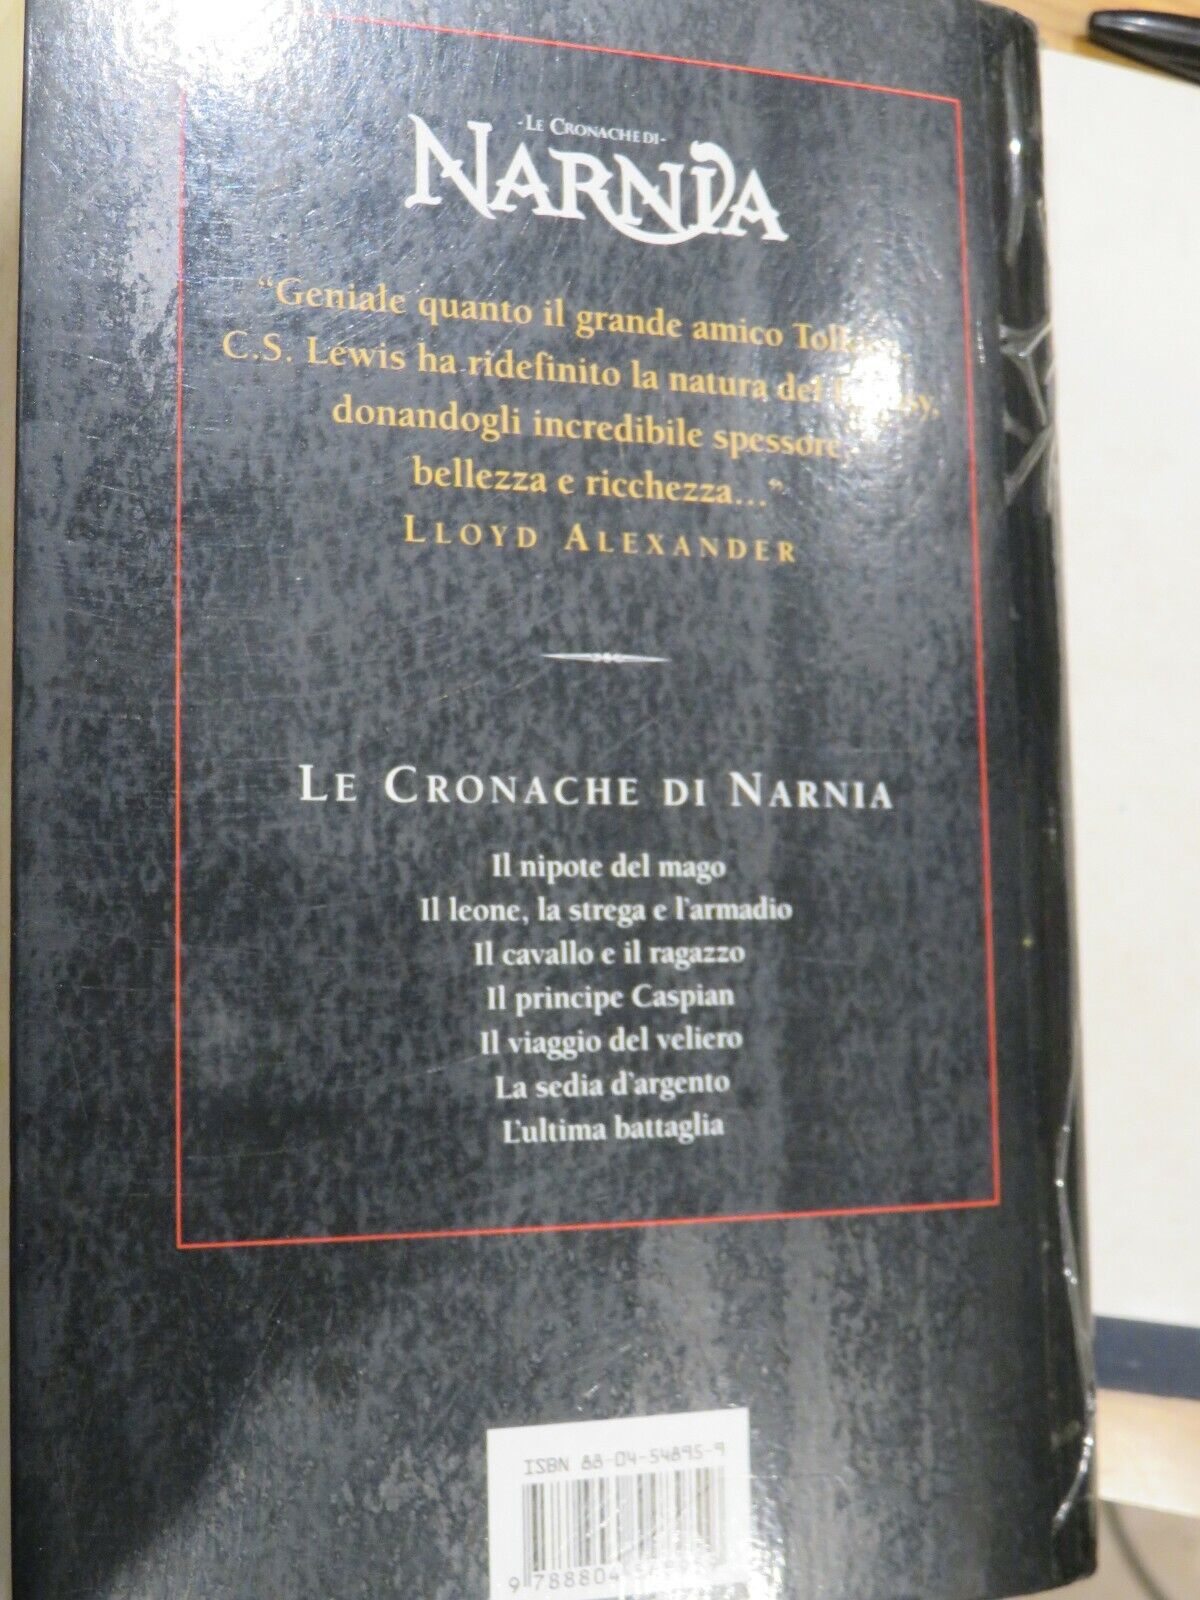 -LE CRONACHE DI-
NARNIA
“Geniale quanto il grande amico
C.S. Lewis ha ridefinito la natura del
donandogli incredibile spessore,
bellezza e ricchezza...”
LLOYD ALEXANDER
LE CRONACHE DI NARNIA
Il nipote del mago
Il leone, la strega e l'armadio
Il cavallo e il ragazzo
Il principe Caspian
Il viaggio del veliero
La sedia d'argento
L'ultima battaglia
ISBN 88-04-54895-9
9 788804